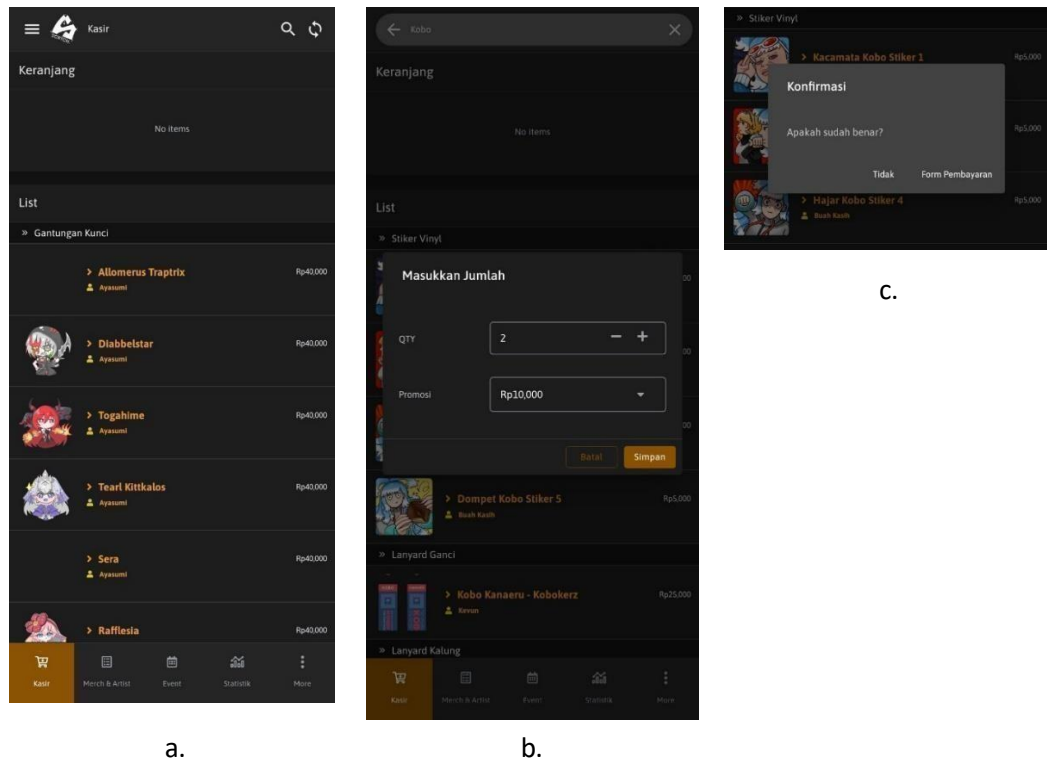 Kasir
Keranjang
No items
List
» Gantungan Kunci
> Allomerus Traptrix
Rp40,000
Ayasumi
> Diabbelstar
Rp40,000
Ayasumi
> Togahime
Rp40,000
Ayasumi
> Tearl Kittkalos
Rp40,000
Ayasumi
> Sera
Rp40,000
Ayasumi
> Rafflesia
Rp40,000
Kasir
Merch & Artist
Event
Statistik
More
a.
Kobo
Keranjang
No items
List
» Stiker Vinyl
Masukkan Jumlah
QTY
2
Promosi
Rp10,000
Batal
Simpan
> Dompet Kobo Stiker 5
Rp5,000
Buah Kasih
» Lanyard Ganci
> Kobo Kanaeru - Kobokerz
Rp25,000
Kevun
» Lanyard Kalung
Kasir
Merch & Artist
Event
Statistik
More
b.
» Stiker Vinyl
> Kacamata Kobo Stiker 1
Rp5,000
Konfirmasi
Apakah sudah benar?
Rp5,000
Tidak
Form Pembayaran
> Hajar Kobo Stiker 4
Rp5,000
Buah Kasih
c.